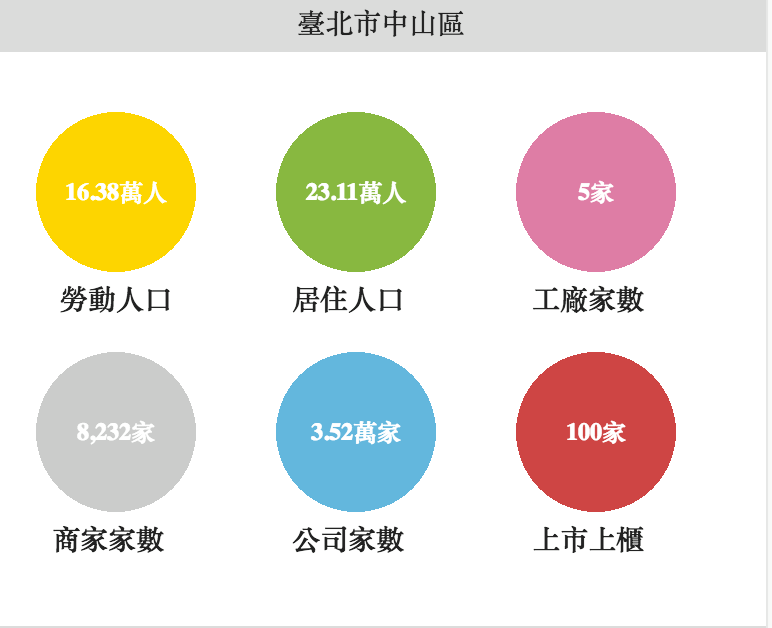 臺北市中山區
16.38萬人
23.11萬人
5家
勞動人口
居住人口
工廠家數
8,232家
3.52萬家
100家
商家家數
公司家數
上市上櫃